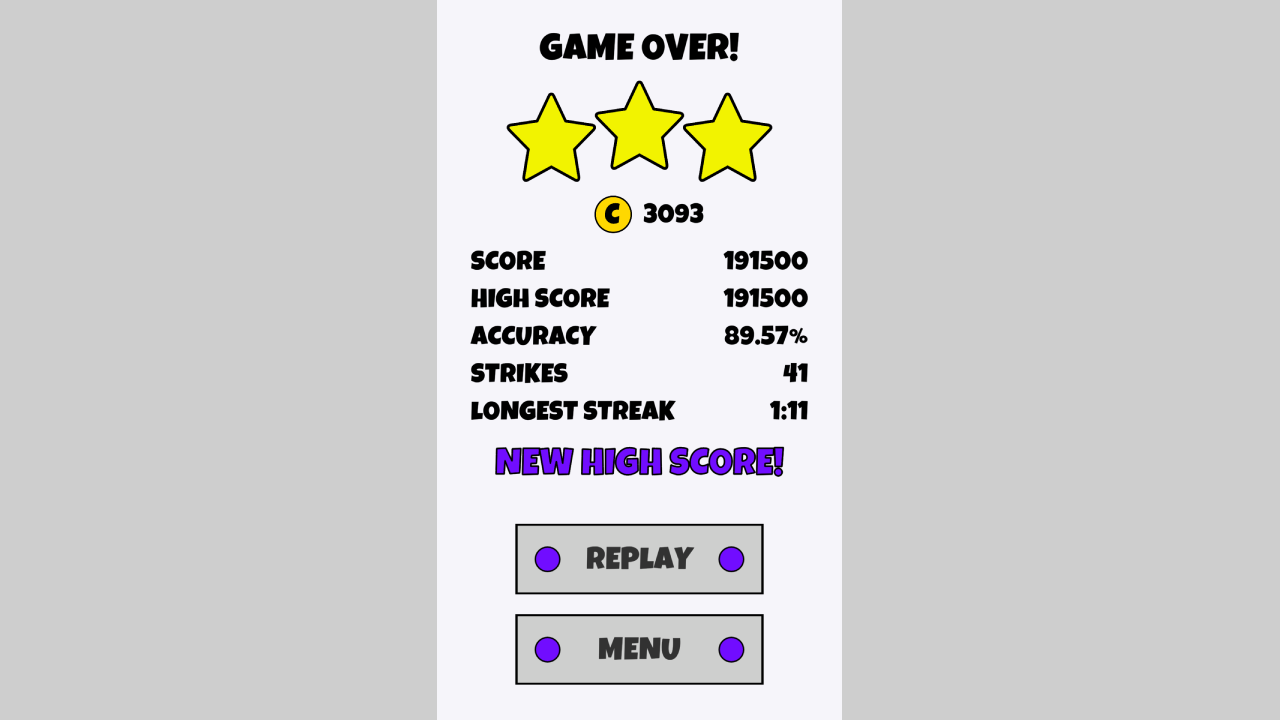 GAME OVER!
C 3093
SCORE 191500
HIGH SCORE 191500
ACCURACY 89.57%
STRIKES 41
LONGEST STREAK 1:11
NEW HIGH SCORE!
REPLAY
MENU